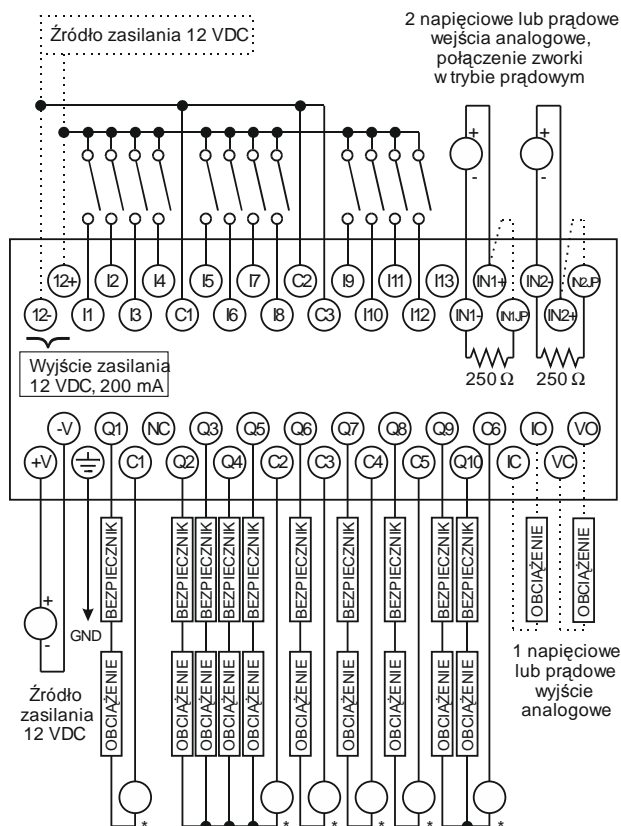 Źródło zasilania 12 VDC
2 napięciowe lub prądowe
wejścia analogowe,
połączenie zworki
w trybie prądowym
+
-
+
-
12+ I2 I4 I5 I7 C2 I9 I11 I13 IN1+ IN2- IN2JP
12- I1 I3 C1 I6 I8 C3 I10 I12 IN1- IN1JP IN2+
Wyjście zasilania
12 VDC, 200 mA
250 Ω
250 Ω
-V Q1 NC Q3 Q5 Q6 Q7 Q8 Q9 C6 IO VO
+V C1 Q2 Q4 C2 C3 C4 C5 Q10 IC VC
BEZPIECZNIK
BEZPIECZNIK
BEZPIECZNIK
BEZPIECZNIK
BEZPIECZNIK
BEZPIECZNIK
BEZPIECZNIK
BEZPIECZNIK
BEZPIECZNIK
BEZPIECZNIK
OBCIĄŻENIE
OBCIĄŻENIE
+
-
GND
Źródło
zasilania
12 VDC
OBCIĄŻENIE
OBCIĄŻENIE
OBCIĄŻENIE
OBCIĄŻENIE
OBCIĄŻENIE
OBCIĄŻENIE
OBCIĄŻENIE
OBCIĄŻENIE
OBCIĄŻENIE
OBCIĄŻENIE
1 napięciowe
lub prądowe
wyjście
analogowe
* * * * * *